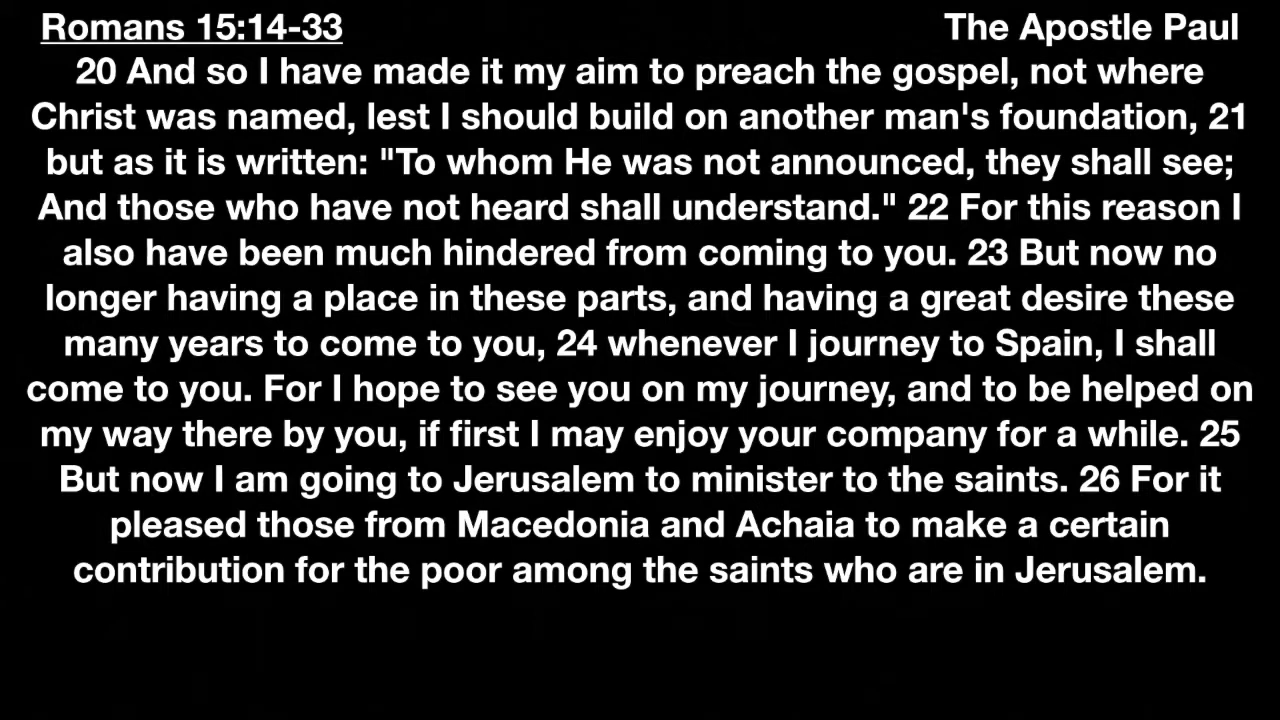 Romans 15:14-33 The Apostle Paul
20 And so I have made it my aim to preach the gospel, not where
Christ was named, lest I should build on another man's foundation, 21
but as it is written: "To whom He was not announced, they shall see;
And those who have not heard shall understand." 22 For this reason I
also have been much hindered from coming to you. 23 But now no
longer having a place in these parts, and having a great desire these
many years to come to you, 24 whenever I journey to Spain, I shall
come to you. For I hope to see you on my journey, and to be helped on
my way there by you, if first I may enjoy your company for a while. 25
But now I am going to Jerusalem to minister to the saints. 26 For it
pleased those from Macedonia and Achaia to make a certain
contribution for the poor among the saints who are in Jerusalem.